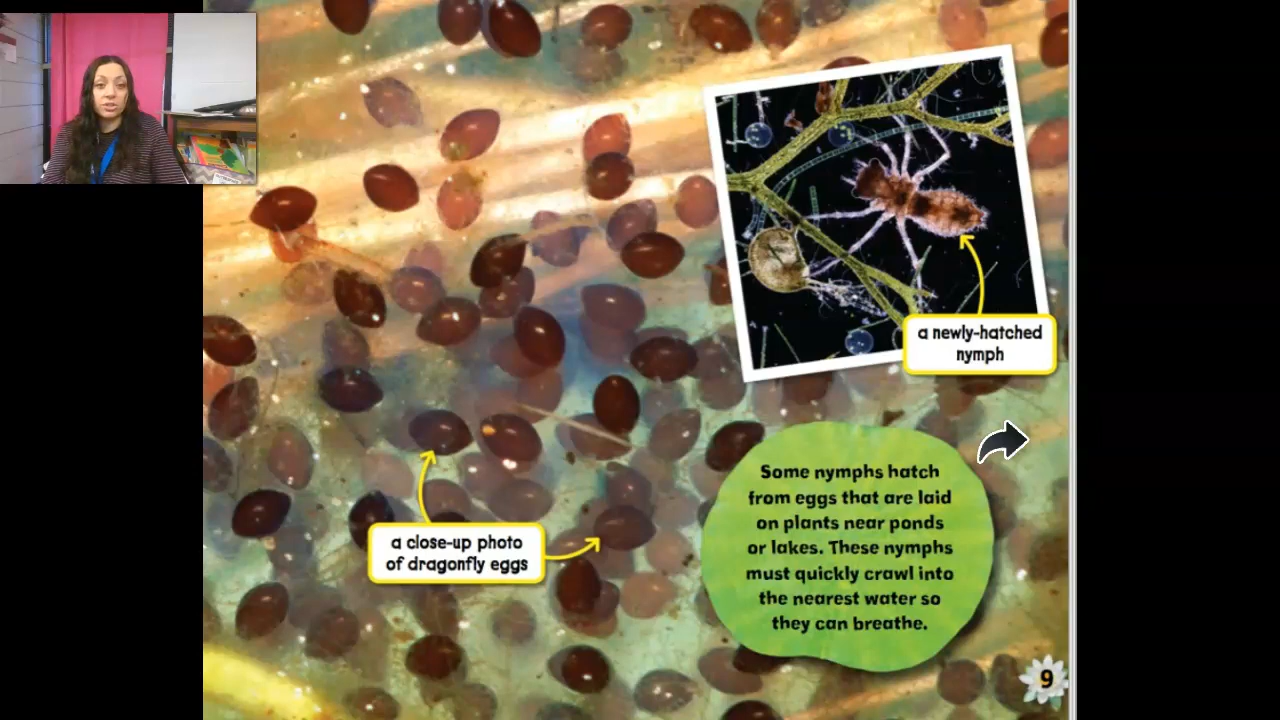 a newly-hatched
nymph
Some nymphs hatch
from eggs that are laid
on plants near ponds
or lakes. These nymphs
must quickly crawl into
the nearest water so
they can breathe.
a close-up photo
of dragonfly eggs
9